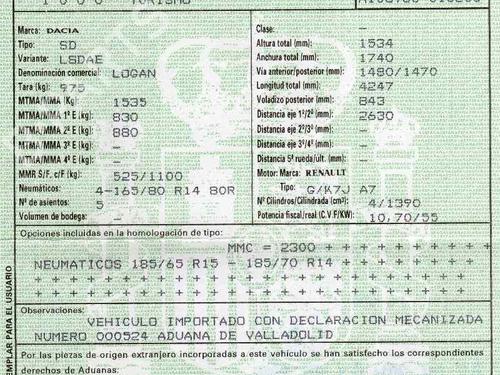 1 0 0 0 TURISMO
Marca: DACIA
Tipo: SD
Variante: LSDAE
Denominación comercial: LOGAN
Tara (kg): 975
MTMA/MMA (Kg): 1535
MTMA/MMA 1º E (kg): 830
MTMA/MMA 2º E (kg): 880
MTMA/MMA 3º E (kg): -
MTMA/MMA 4º E (kg): -
MMR S/F, c/F (kg): 525/1100
Neumáticos: 4-165/80 R14 80R
Nº de asientos: 5
Volumen de bodega: -
Clase: -
Altura total (mm): 1534
Anchura total (mm): 1740
Vía anterior/posterior (mm): 1480/1470
Longitud total (mm): 4247
Voladizo posterior (mm): 843
Distancia eje 1º/2º (mm): 2630
Distancia eje 2º/3º (mm): -
Distancia eje 3º/4º (mm): -
Distancia 5ª rueda/últ. (mm): -
Motor: Marca: RENAULT
Tipo: G/K7J A7
Nº Cilindros/Cilindrada (cm³): 4/1390
Potencia fiscal/real (C.V.F/KW): 10,70/55
Opciones incluidas en la homologación de tipo:
MMC = 2300 + + + + + + + + + +
NEUMATICOS 185/65 R15 - 185/70 R14 + + + + + + +
+ + + + + + + + + + + + + + + + + + + + + + + +
+ + + + + + + + + + + + + + + + + + + + + + + +
Observaciones:
VEHICULO IMPORTADO CON DECLARACION MECANIZADA
NUMERO 000524 ADUANA DE VALLADOLID
Por las piezas de origen extranjero incorporadas a este vehículo se han satisfecho los correspondientes
derechos de Aduanas:
EMPLAR PARA EL USUARIO